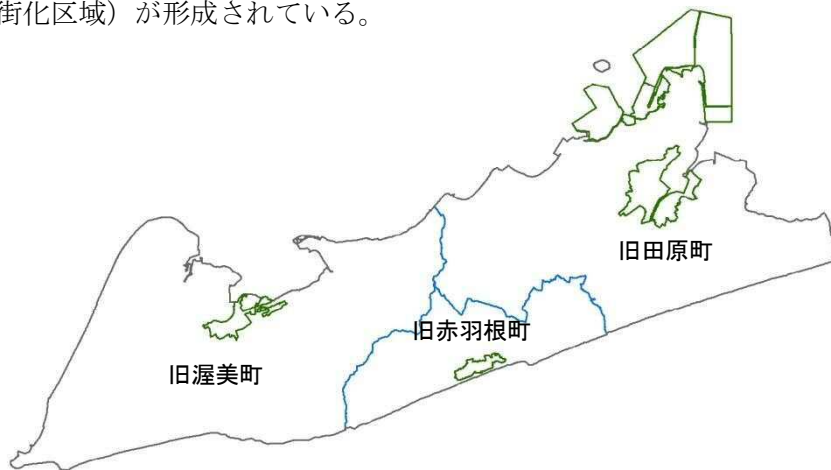 街化区域）が形成されている。
旧田原町
旧赤羽根町
旧渥美町